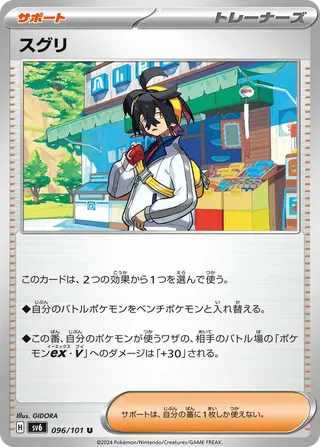 サポート
トレーナーズ
スグリ
このカードは、2つの効果から1つを選んで使う。
◆自分のバトルポケモンをベンチポケモンと入れ替える。
◆この番、自分のポケモンが使うワザの、相手のバトル場の「ポケ
モンex・V」へのダメージは「+30」される。
Illus. GIDORA
H sv6 096/101 U
サポートは、自分の番に1枚しか使えない。
©2024 Pokémon/Nintendo/Creatures/GAME FREAK.